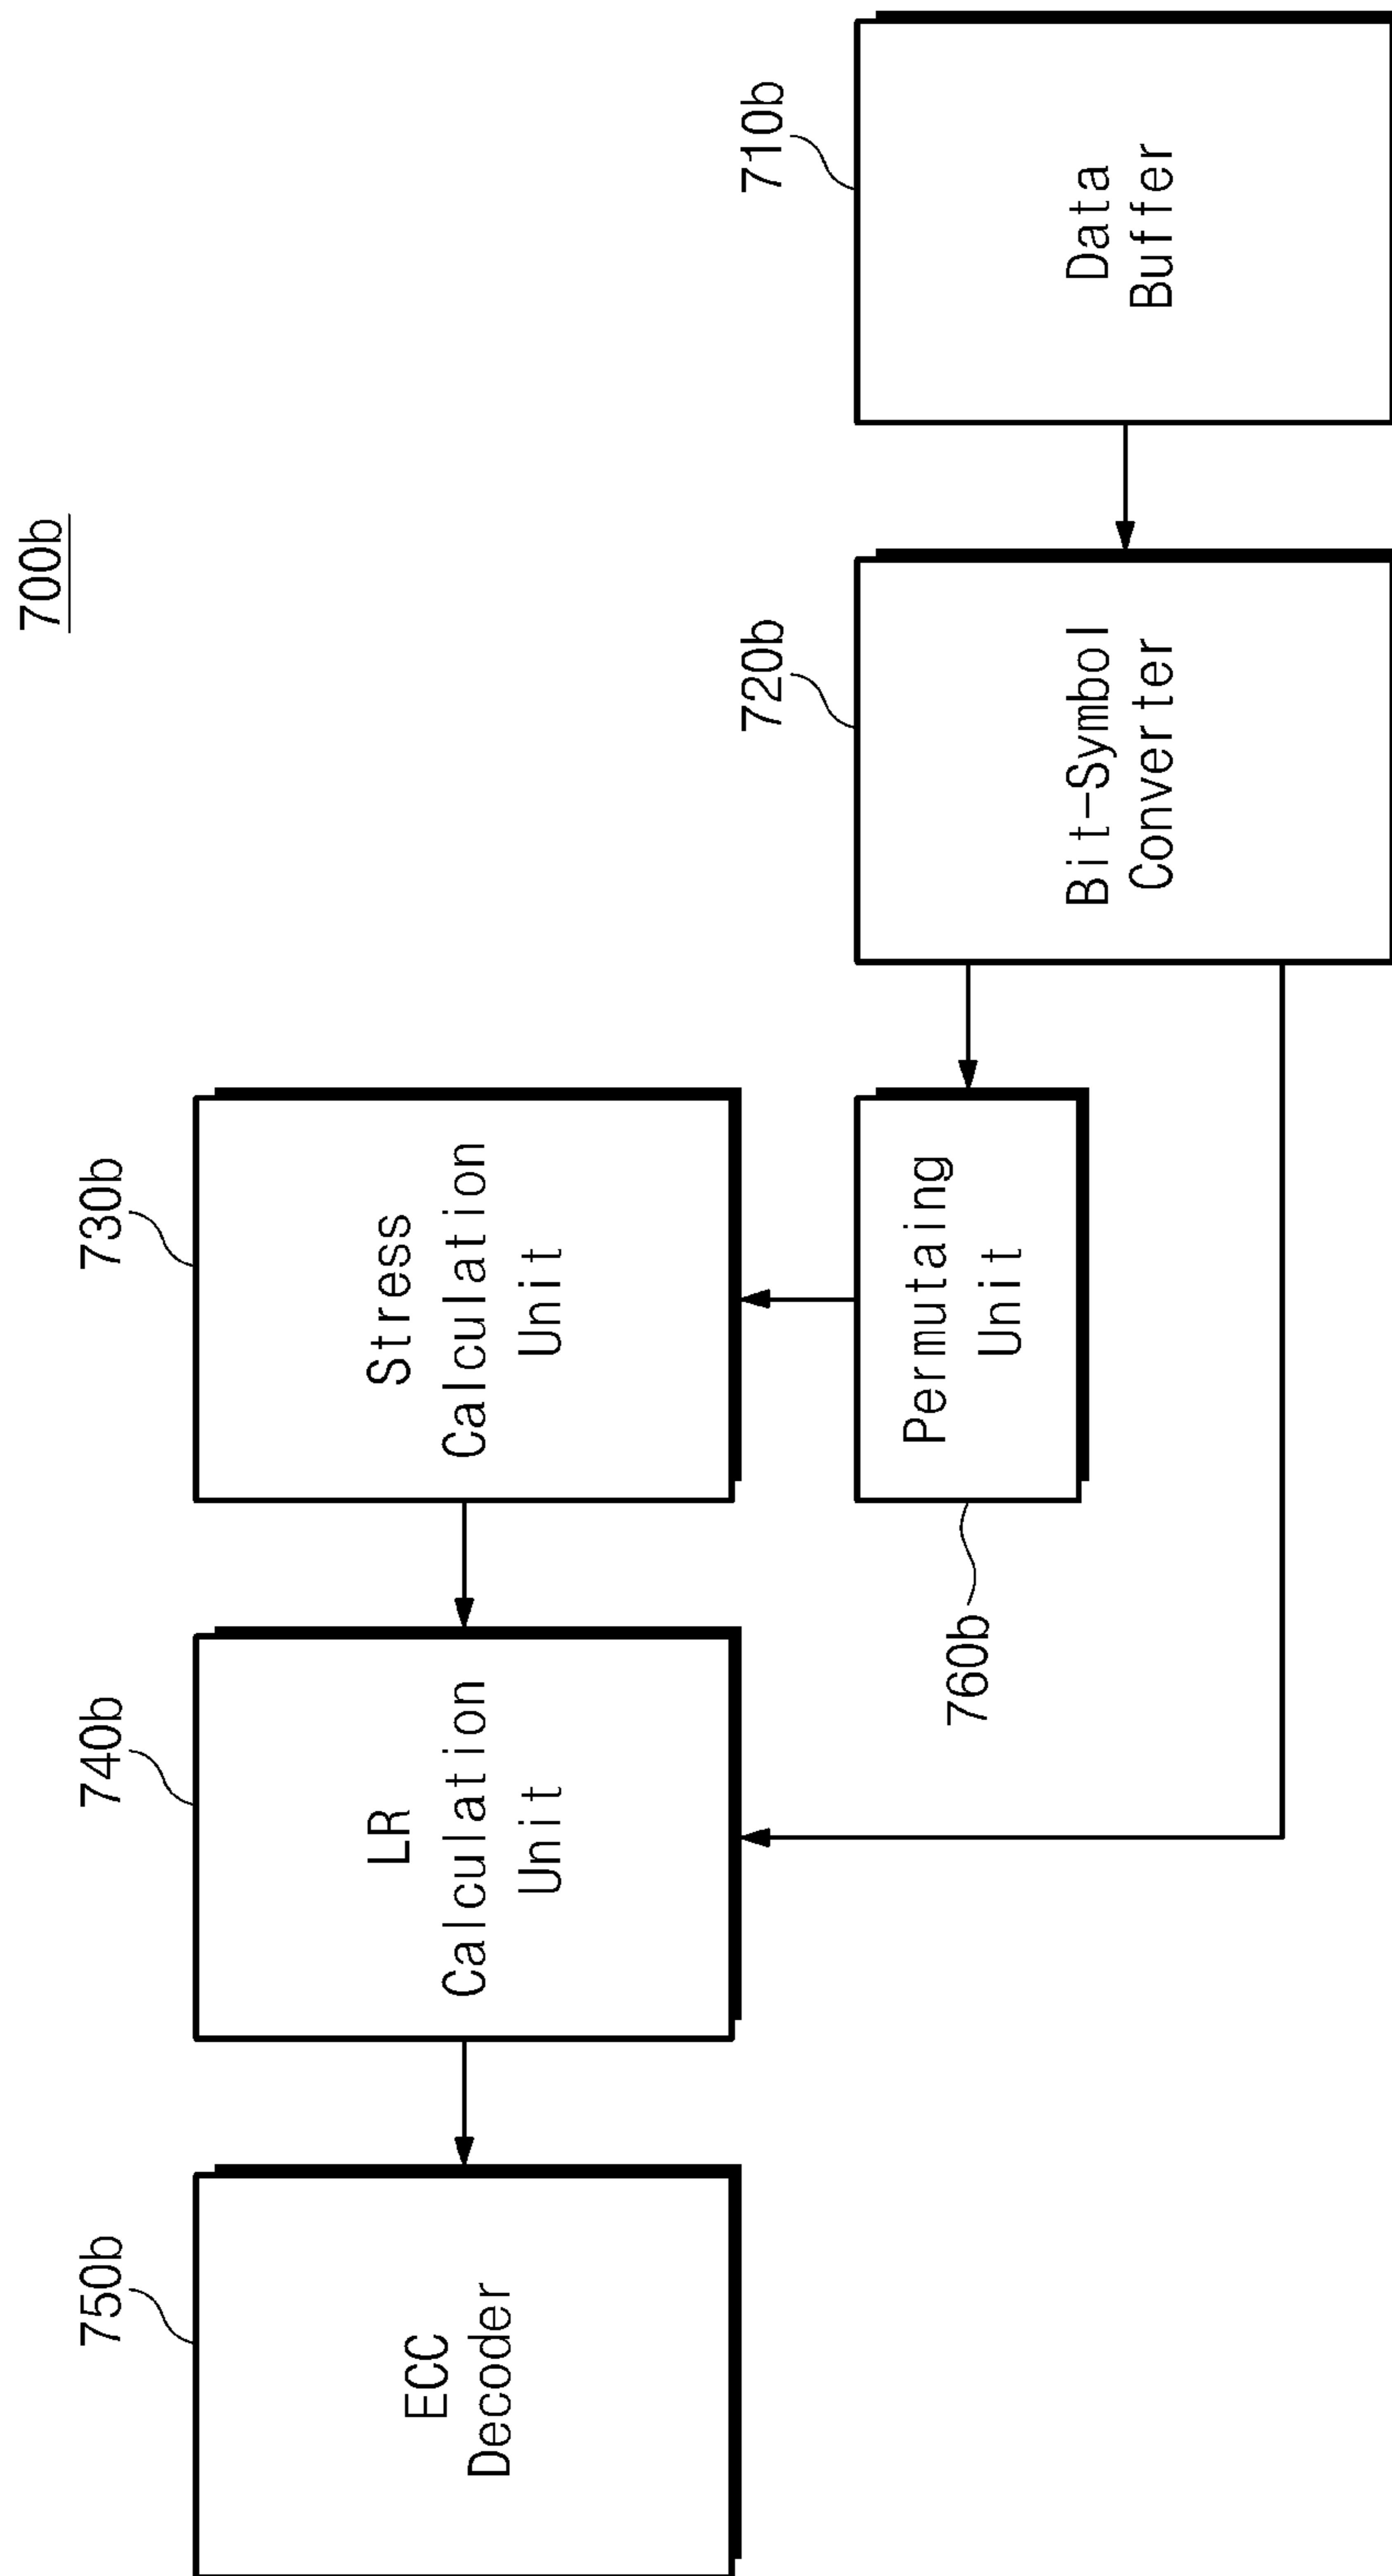 700b
750b
ECC
Decoder
740b
LR
Calculation
Unit
730b
Stress
Calculation
Unit
760b
Permutaing
Unit
720b
Bit-Symbol
Converter
710b
Data
Buffer